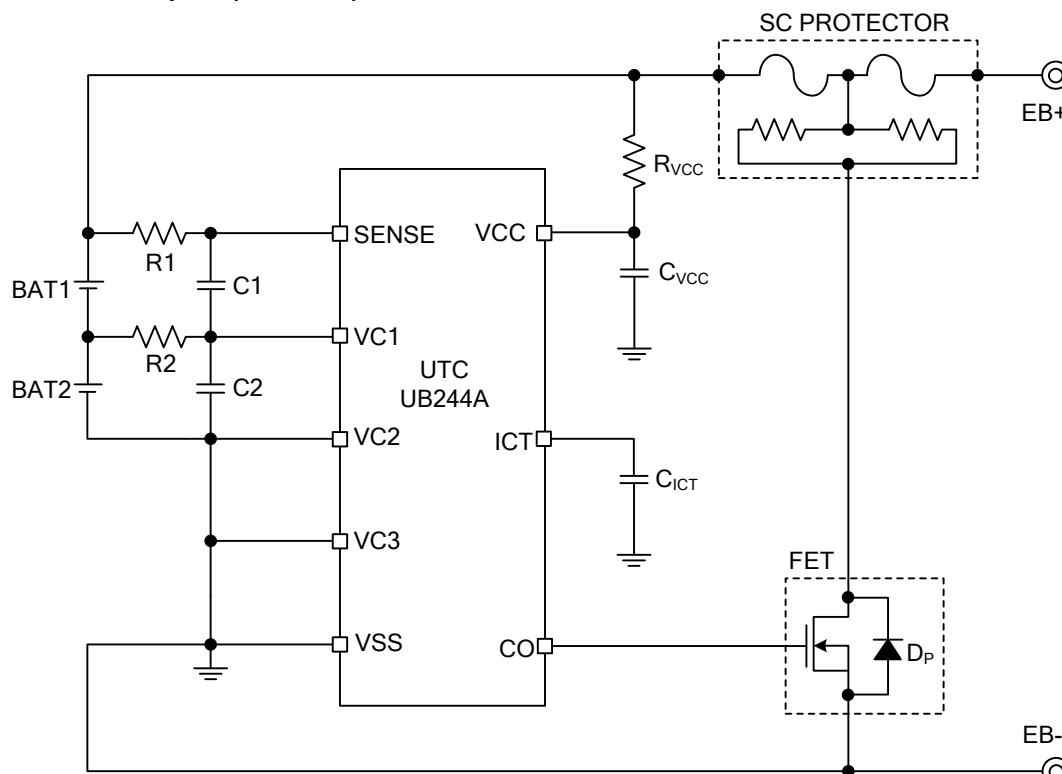 SC PROTECTOR
EB+
RVCC
SENSE
VCC
R1
C1
CVCC
BAT1
VC1
R2
UTC
UB244A
BAT2
C2
VC2
ICT
CICT
VC3
FET
VSS
CO
DP
EB-